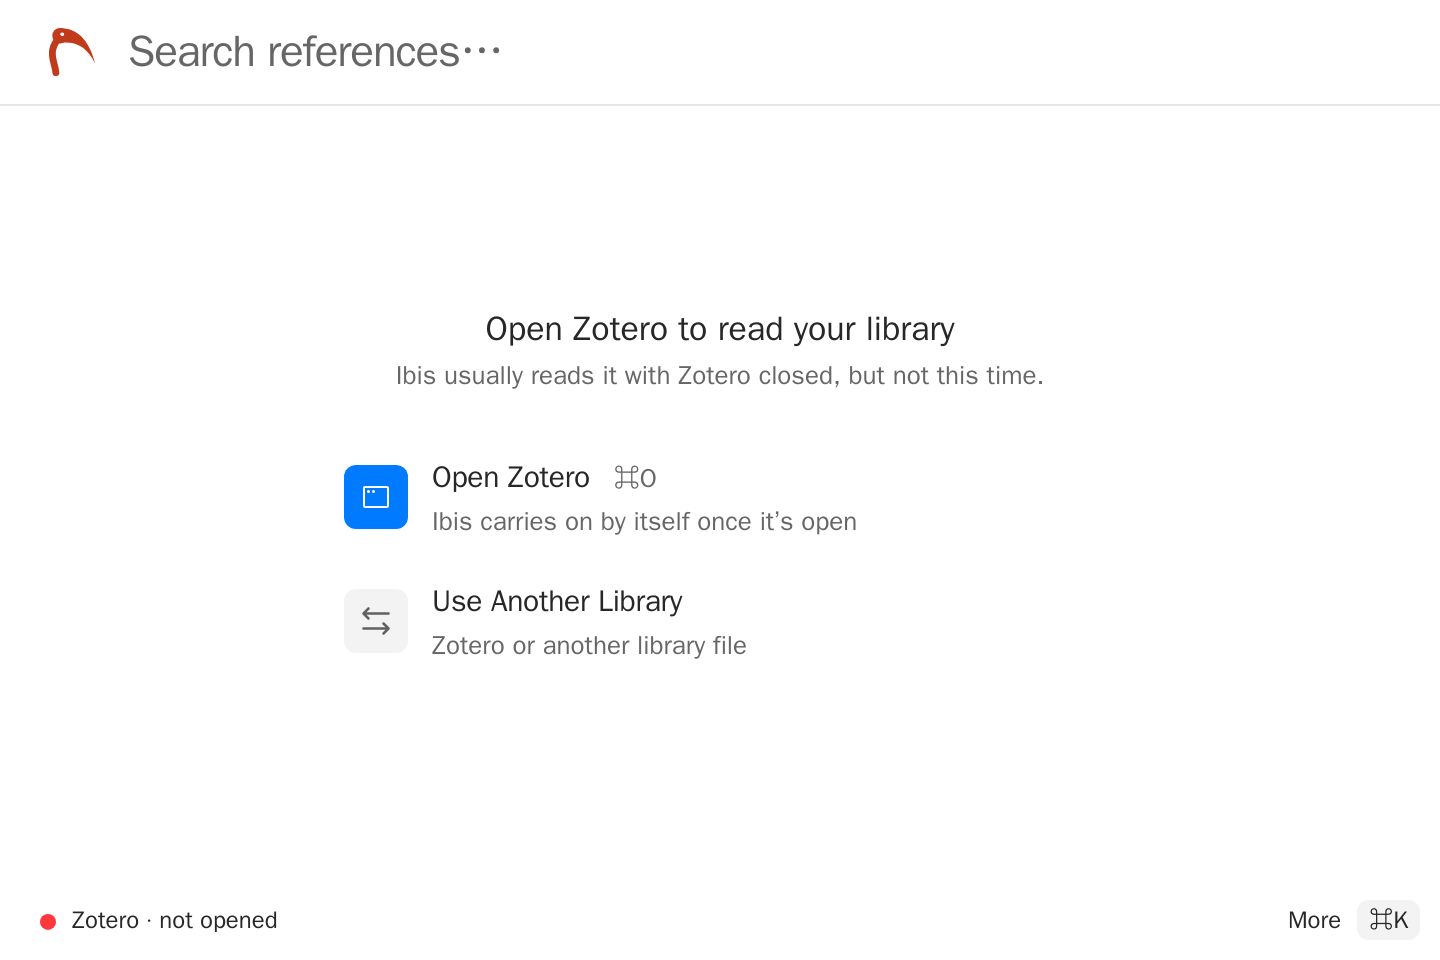 Search references…
Open Zotero to read your library
Ibis usually reads it with Zotero closed, but not this time.
Open Zotero ⌘O
Ibis carries on by itself once it’s open
Use Another Library
Zotero or another library file
Zotero · not opened
More ⌘K